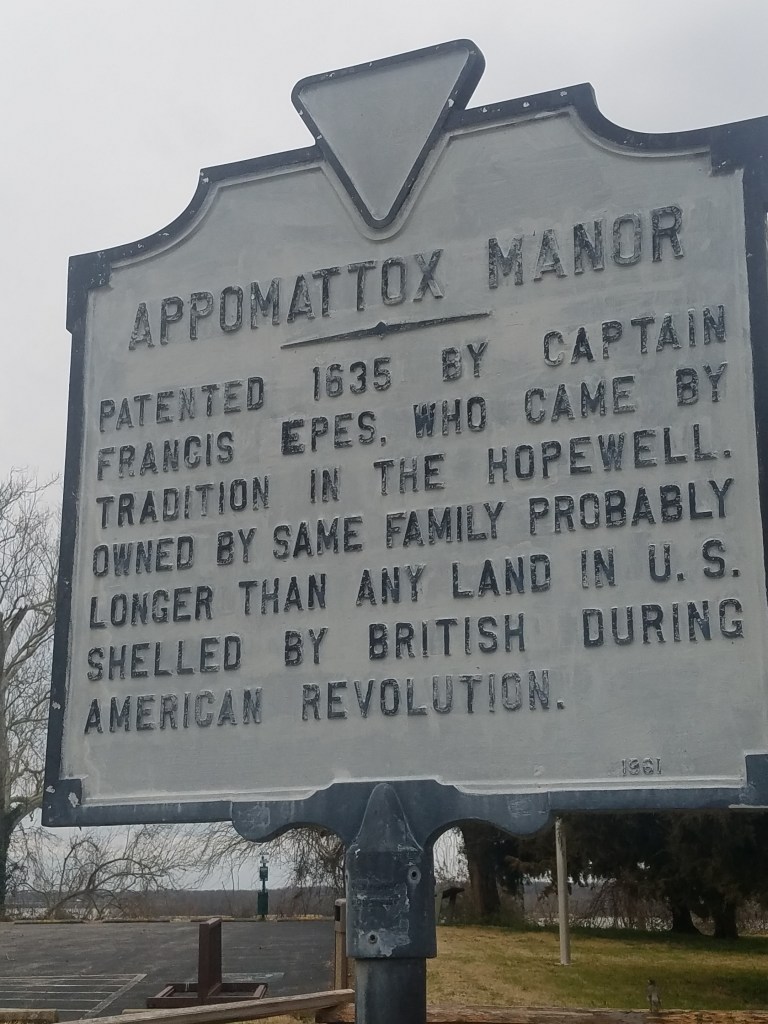 APPOMATTOX MANOR
PATENTED 1635 BY CAPTAIN
FRANCIS EPES, WHO CAME BY
TRADITION IN THE HOPEWELL.
OWNED BY SAME FAMILY PROBABLY
LONGER THAN ANY LAND IN U.S.
SHELLED BY BRITISH DURING
AMERICAN REVOLUTION.
1961